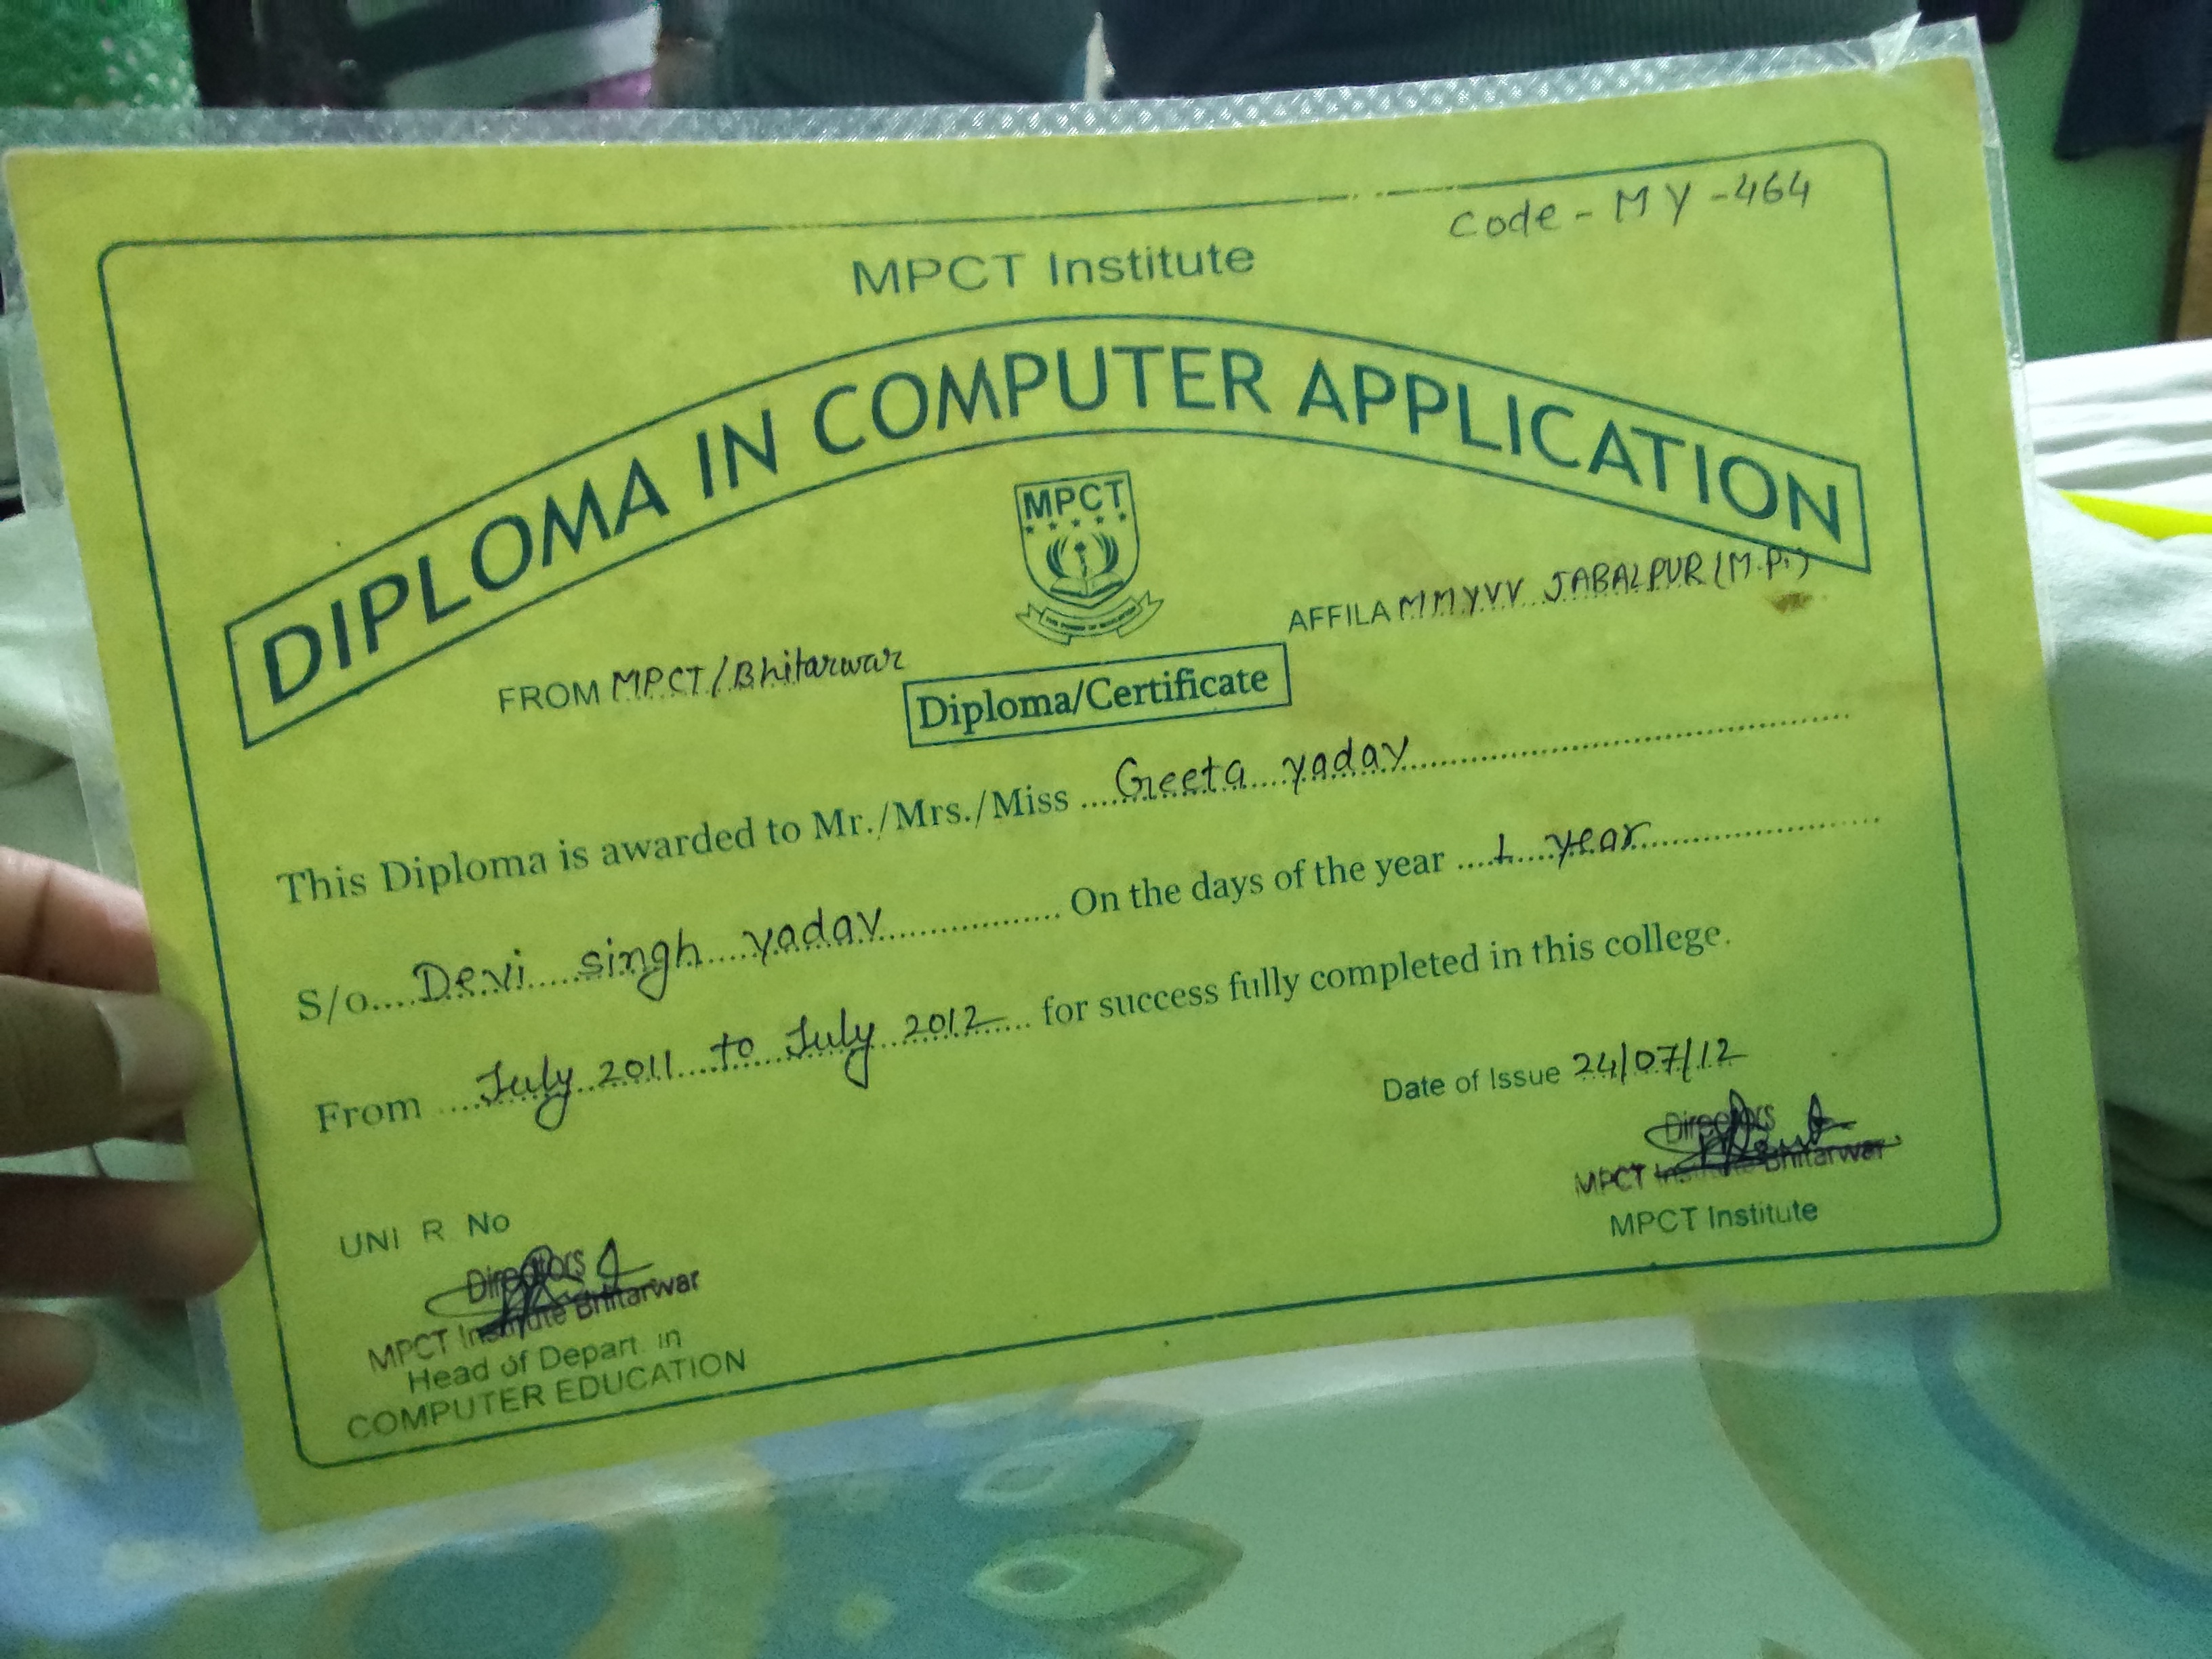 Code - MY - 464
MPCT Institute
DIPLOMA IN COMPUTER APPLICATION
MPCT
FROM MPCT/Bhitarwar
AFFILA MMYVV JABALPUR (M.P.)
Diploma/Certificate
This Diploma is awarded to Mr./Mrs./Miss Geeta yadav
S/o Devi singh yadav On the days of the year 1 year
From July 2011 to July 2012 for success fully completed in this college.
Date of Issue 24/07/12
Directors
MPCT Institute Bhitarwar
MPCT Institute
UNI R No
Directors
MPCT Institute Bhitarwar
Head of Depart. in
COMPUTER EDUCATION